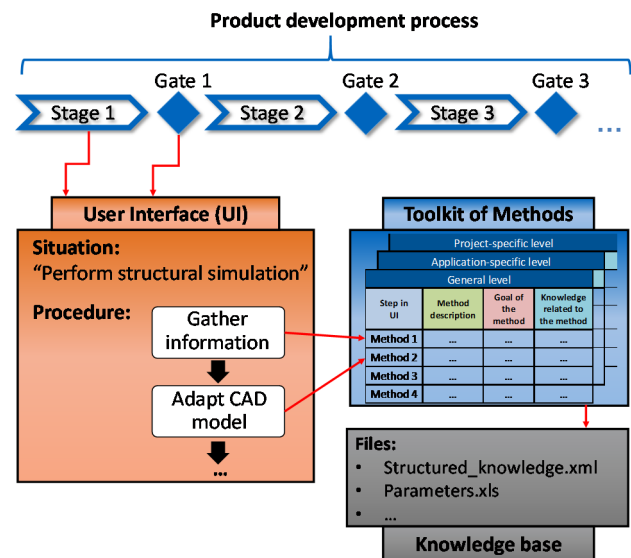 Product development process
Gate 1
Gate 2
Gate 3
Stage 1
Stage 2
Stage 3
...
User Interface (UI)
Situation:
“Perform structural simulation”
Procedure:
Gather
information
Adapt CAD
model
...
Toolkit of Methods
Project-specific level
Application-specific level
General level
Step in
UI
Method
description
Goal of
the
method
Knowledge
related to
the method
Method 1 ... ... ...
Method 2 ... ... ...
Method 3 ... ... ...
Method 4 ... ... ...
Files:
• Structured_knowledge.xml
• Parameters.xls
• ...
Knowledge base